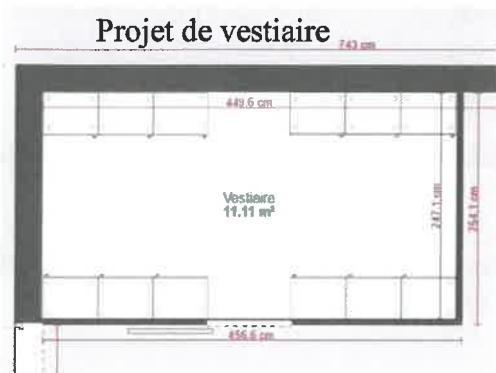 Projet de vestiaire
743 cm
449.6 cm
Vestiaire
11.11 m²
247.1 cm
254.1 cm
456.6 cm